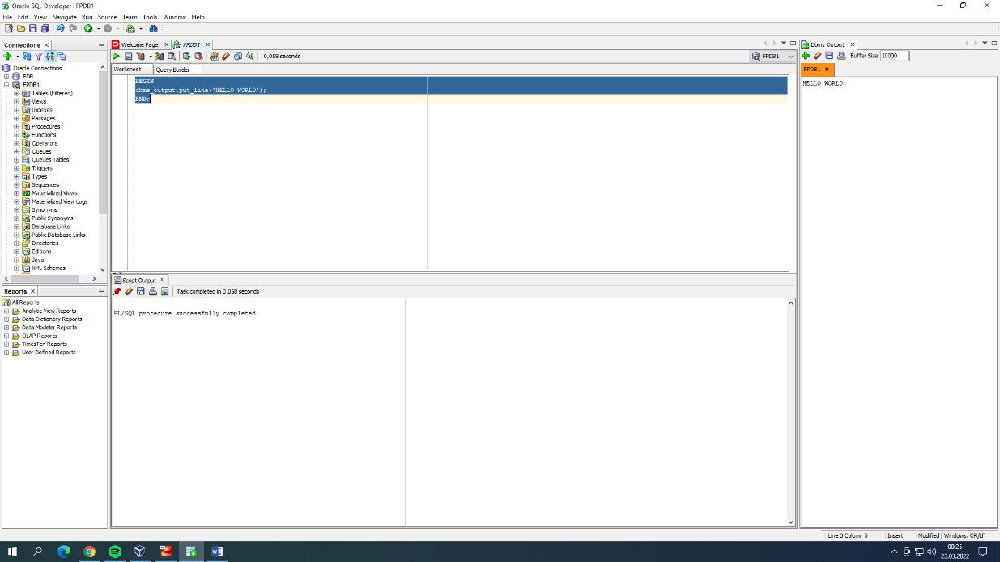 Oracle SQL Developer : FPDB1
File Edit View Navigate Run Source Team Tools Window Help
Connections
Oracle Connections
FDB
FPDB1
Tables (Filtered)
Views
Indexes
Packages
Procedures
Functions
Operators
Queues
Queues Tables
Triggers
Types
Sequences
Materialized Views
Materialized View Logs
Synonyms
Public Synonyms
Database Links
Public Database Links
Directories
Editions
Java
XML Schemas
Reports
All Reports
Analytic View Reports
Data Dictionary Reports
Data Modeler Reports
OLAP Reports
TimesTen Reports
User Defined Reports
Welcome Page FPDB1
0,058 seconds FPDB1
Worksheet Query Builder
BEGIN
dbms_output.put_line('HELLO WORLD');
END;
Script Output
Task completed in 0,058 seconds
PL/SQL procedure successfully completed.
Dbms Output
Buffer Size: 20000
FPDB1
HELLO WORLD
Line 3 Column 5 Insert Modified Windows: CR/LF
00:25
23.03.2022